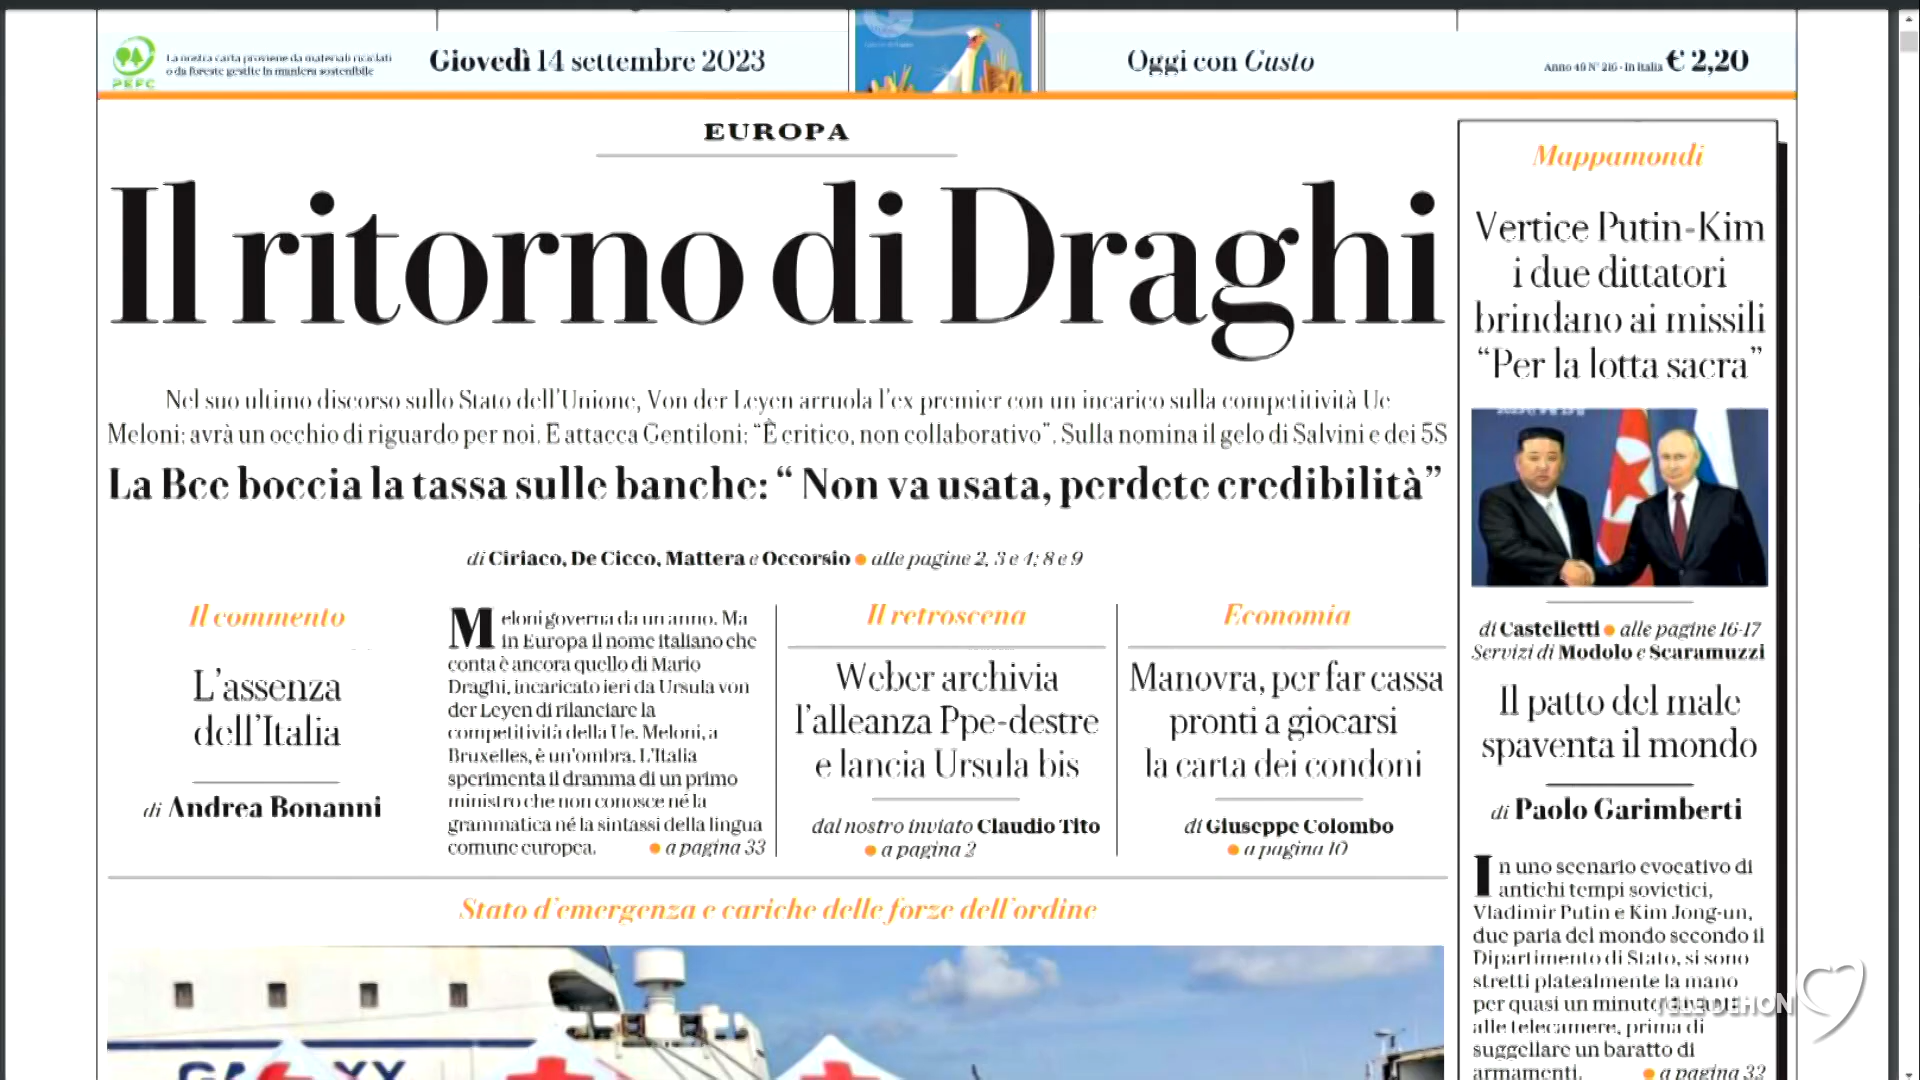 PEFC
La nostra carta proviene da materiali riciclati
o da foreste gestite in maniera sostenibile
Giovedì 14 settembre 2023
Oggi con Gusto
Anno 48 N° 216 - In Italia € 2,20
EUROPA
Il ritorno di Draghi
Nel suo ultimo discorso sullo Stato dell'Unione, Von der Leyen arruola l'ex premier con un incarico sulla competitività Ue
Meloni: avrà un occhio di riguardo per noi. E attacca Gentiloni: "È critico, non collaborativo". Sulla nomina il gelo di Salvini e dei 5S
La Bce boccia la tassa sulle banche: " Non va usata, perdete credibilità"
di Ciriaco, De Cicco, Mattera e Occorsio ● alle pagine 2, 3 e 4; 8 e 9
Il commento
L'assenza
dell'Italia
di Andrea Bonanni
Meloni governa da un anno. Ma
in Europa il nome italiano che
conta è ancora quello di Mario
Draghi, incaricato ieri da Ursula von
der Leyen di rilanciare la
competitività della Ue. Meloni, a
Bruxelles, è un'ombra. L'Italia
sperimenta il dramma di un primo
ministro che non conosce né la
grammatica né la sintassi della lingua
comune europea.
● a pagina 33
Il retroscena
Weber archivia
l'alleanza Ppe-destre
e lancia Ursula bis
dal nostro inviato Claudio Tito
● a pagina 2
Economia
Manovra, per far cassa
pronti a giocarsi
la carta dei condoni
di Giuseppe Colombo
● a pagina 10
Stato d'emergenza e cariche delle forze dell'ordine
Mappamondi
Vertice Putin-Kim
i due dittatori
brindano ai missili
"Per la lotta sacra"
di Castelletti ● alle pagine 16-17
Servizi di Modolo e Scaramuzzi
Il patto del male
spaventa il mondo
di Paolo Garimberti
In uno scenario evocativo di
antichi tempi sovietici,
Vladimir Putin e Kim Jong-un,
due paria del mondo secondo il
Dipartimento di Stato, si sono
stretti platealmente la mano
per quasi un minuto davanti
alle telecamere, prima di
suggellare un baratto di
armamenti.
● a pagina 32
TELE DEHON